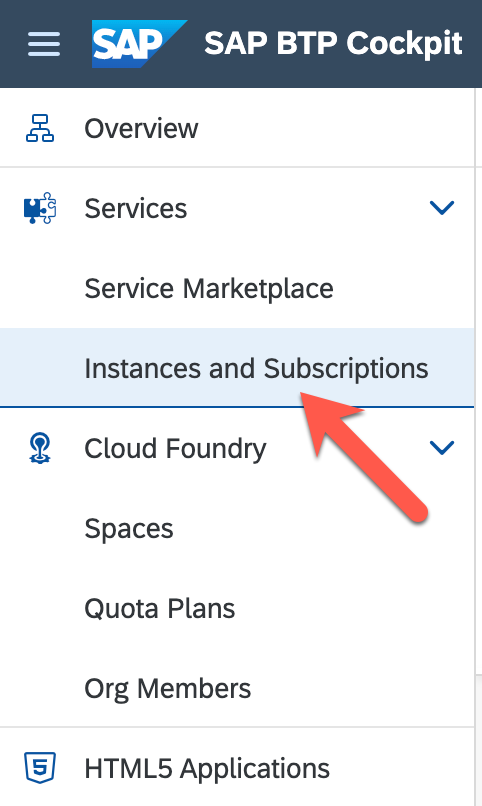 SAP SAP BTP Cockpit
Overview
Services
Service Marketplace
Instances and Subscriptions
Cloud Foundry
Spaces
Quota Plans
Org Members
5 HTML5 Applications